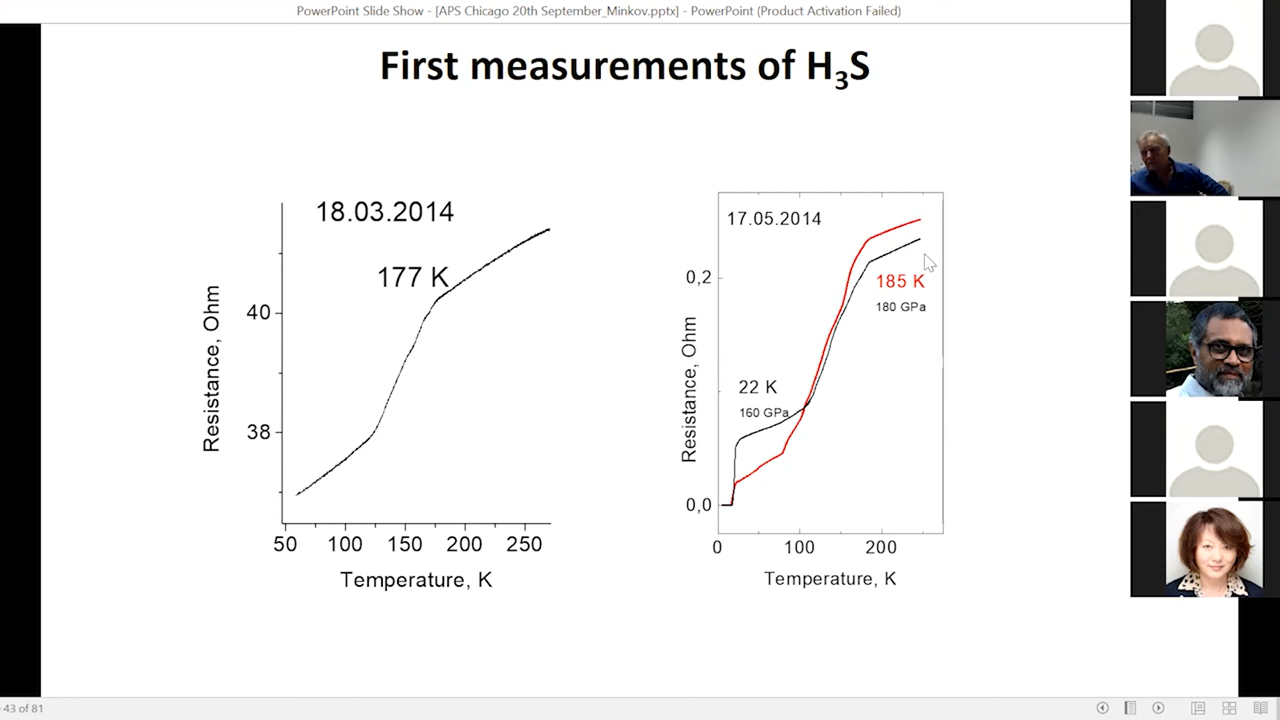 PowerPoint Slide Show - [APS Chicago 20th September_Minkov.pptx] - PowerPoint (Product Activation Failed)
First measurements of H₃S
18.03.2014
177 K
40
38
Resistance, Ohm
50 100 150 200 250
Temperature, K
17.05.2014
0,2
185 K
180 GPa
22 K
160 GPa
Resistance, Ohm
0,0
0 100 200
Temperature, K
43 of 81